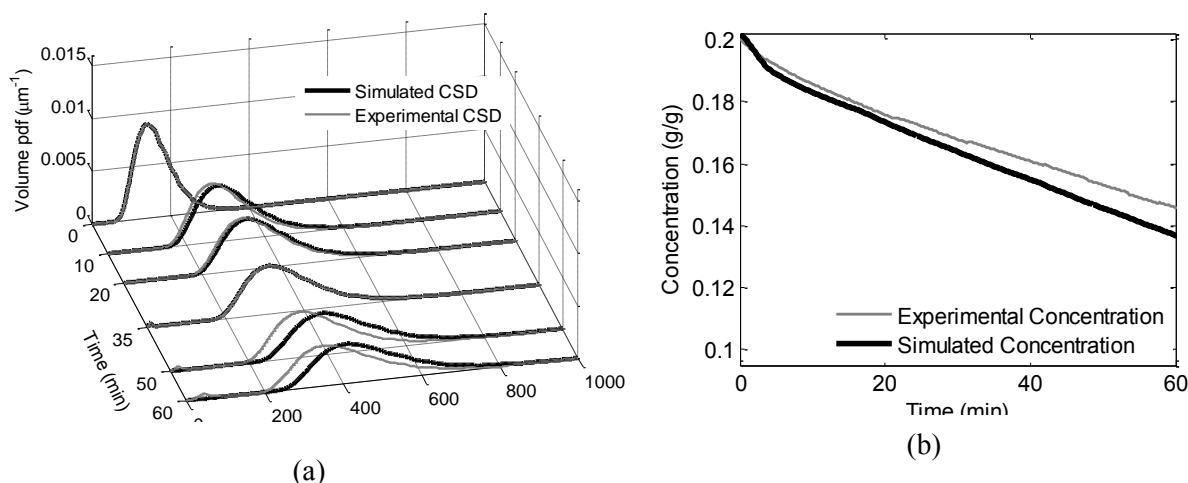 0.015
0.01
0.005
0
Volume pdf (μm⁻¹)
Simulated CSD
Experimental CSD
0
10
20
35
50
60
Time (min)
200
400
600
800
1000
(a)
0.2
0.18
0.16
0.14
0.12
0.1
Concentration (g/g)
Experimental Concentration
Simulated Concentration
0
20
40
60
Time (min)
(b)